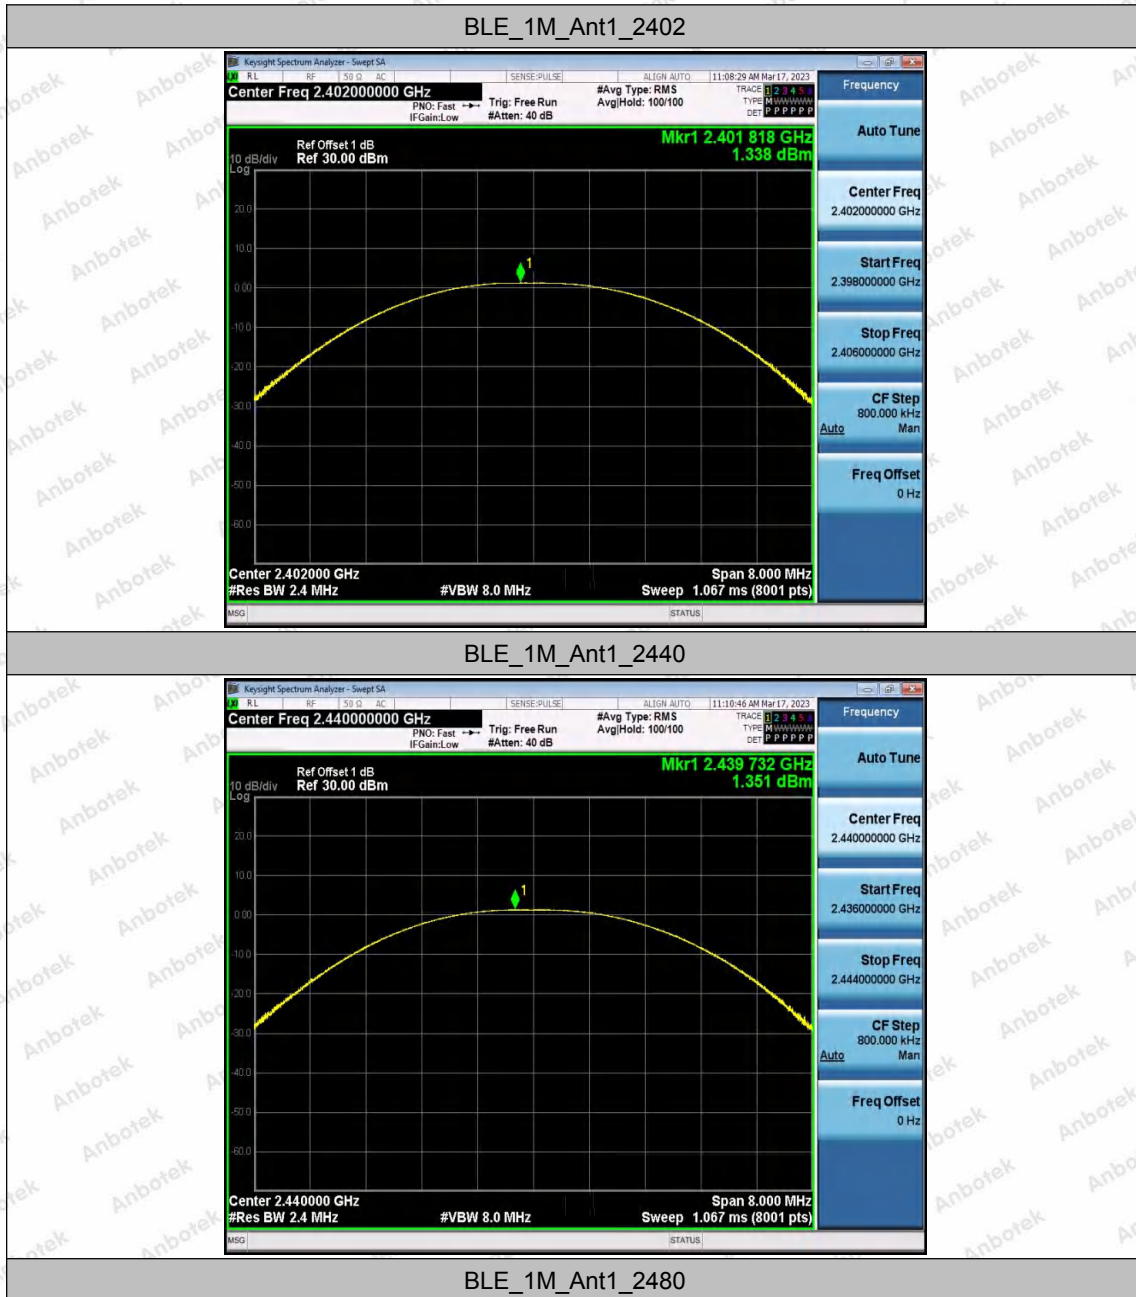 BLE_1M_Ant1_2402
Keysight Spectrum Analyzer - Swept SA
RL RF 50 Ω AC SENSE:PULSE ALIGN AUTO 11:08:29 AM Mar 17, 2023
Center Freq 2.402000000 GHz
PNO: Fast
IFGain:Low
Trig: Free Run
#Atten: 40 dB
#Avg Type: RMS
Avg|Hold: 100/100
TRACE 1 2 3 4 5 6
TYPE M WWWWW
DET P P P P P P
Ref Offset 1 dB
10 dB/div Ref 30.00 dBm
Log
Mkr1 2.401 818 GHz
1.338 dBm
1
20.0
10.0
0.00
-10.0
-20.0
-30.0
-40.0
-50.0
-60.0
Center 2.402000 GHz Span 8.000 MHz
#Res BW 2.4 MHz #VBW 8.0 MHz Sweep 1.067 ms (8001 pts)
MSG STATUS
Frequency
Auto Tune
Center Freq
2.402000000 GHz
Start Freq
2.398000000 GHz
Stop Freq
2.406000000 GHz
CF Step
800.000 kHz
Auto Man
Freq Offset
0 Hz
BLE_1M_Ant1_2440
Keysight Spectrum Analyzer - Swept SA
RL RF 50 Ω AC SENSE:PULSE ALIGN AUTO 11:10:46 AM Mar 17, 2023
Center Freq 2.440000000 GHz
PNO: Fast
IFGain:Low
Trig: Free Run
#Atten: 40 dB
#Avg Type: RMS
Avg|Hold: 100/100
TRACE 1 2 3 4 5 6
TYPE M WWWWW
DET P P P P P P
Ref Offset 1 dB
10 dB/div Ref 30.00 dBm
Log
Mkr1 2.439 732 GHz
1.351 dBm
1
20.0
10.0
0.00
-10.0
-20.0
-30.0
-40.0
-50.0
-60.0
Center 2.440000 GHz Span 8.000 MHz
#Res BW 2.4 MHz #VBW 8.0 MHz Sweep 1.067 ms (8001 pts)
MSG STATUS
Frequency
Auto Tune
Center Freq
2.440000000 GHz
Start Freq
2.436000000 GHz
Stop Freq
2.444000000 GHz
CF Step
800.000 kHz
Auto Man
Freq Offset
0 Hz
BLE_1M_Ant1_2480
Anbotek